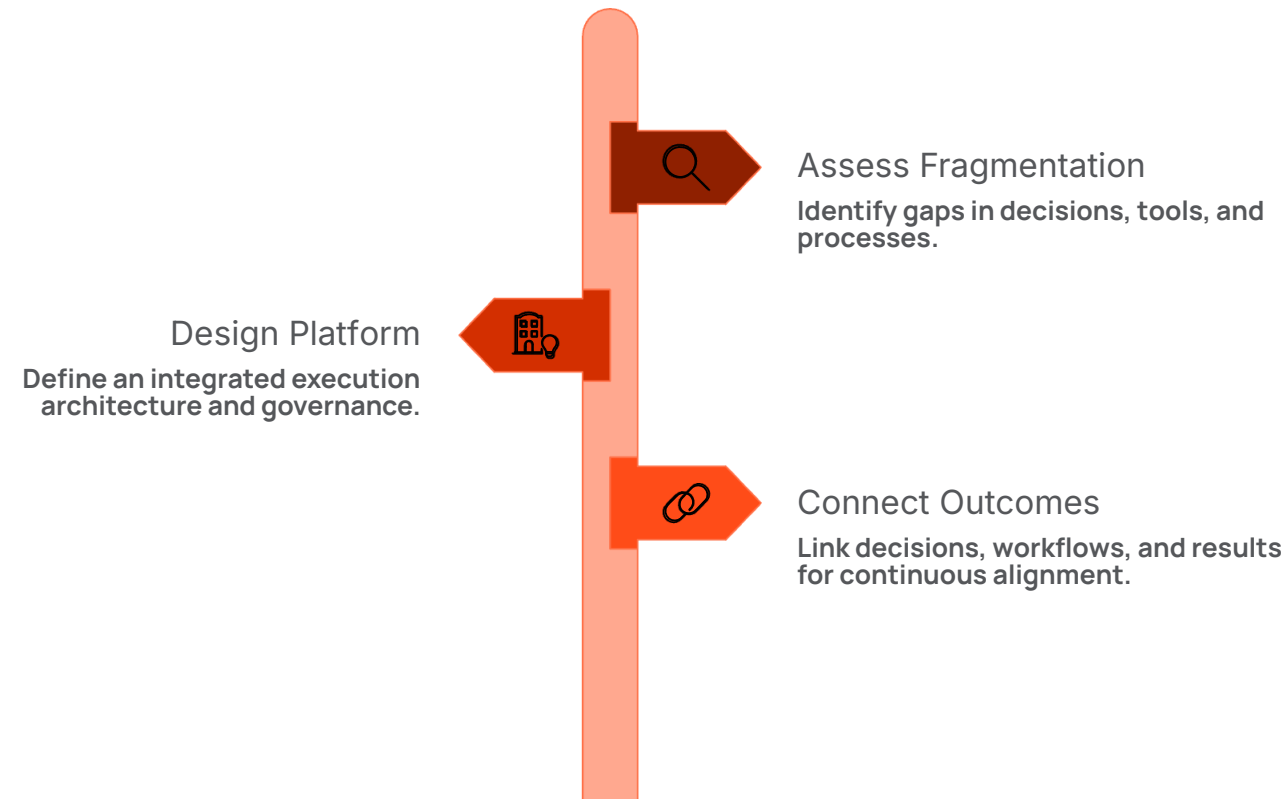 Assess Fragmentation
Identify gaps in decisions, tools, and
processes.
Design Platform
Define an integrated execution
architecture and governance.
Connect Outcomes
Link decisions, workflows, and results
for continuous alignment.